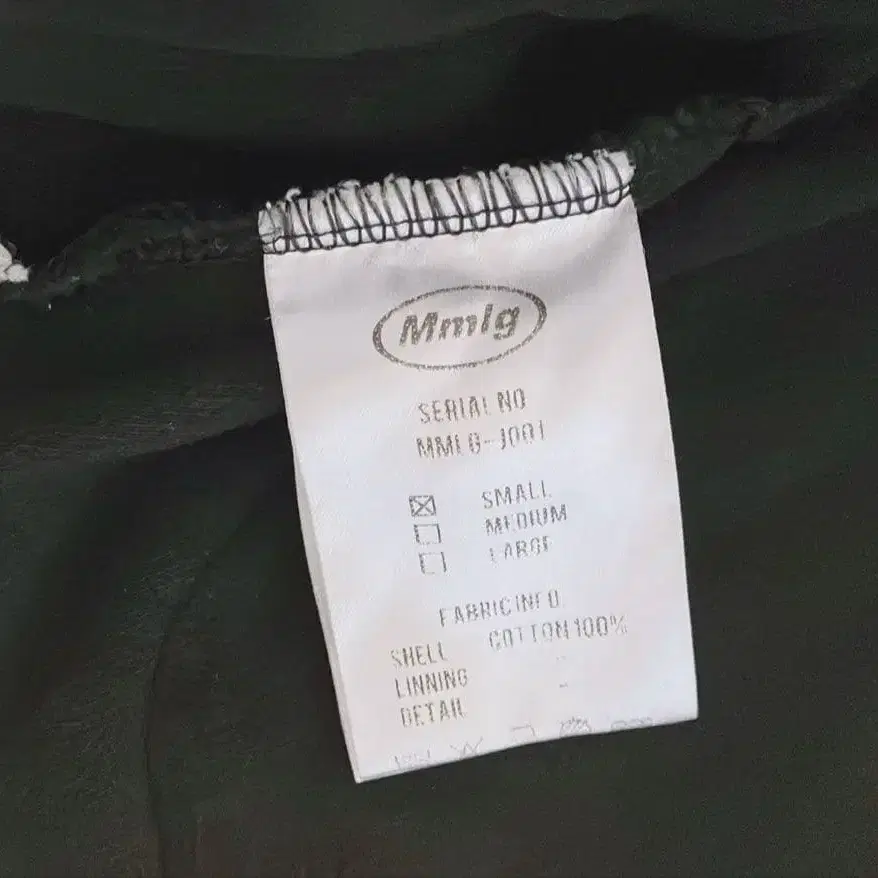 Mmlg
SERIAL NO
MMLG-J001
☒ SMALL
☐ MEDIUM
☐ LARGE
FABRIC INFO.
SHELL COTTON 100%
LINNING -
DETAIL -